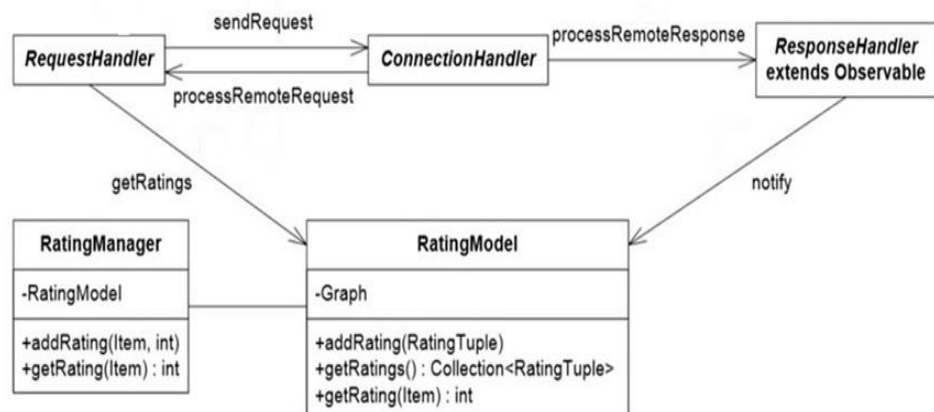 sendRequest
processRemoteResponse
RequestHandler
ConnectionHandler
ResponseHandler
extends Observable
processRemoteRequest
getRatings
notify
RatingManager
-RatingModel
+addRating(Item, int)
+getRating(Item) : int
RatingModel
-Graph
+addRating(RatingTuple)
+getRatings() : Collection<RatingTuple>
+getRating(Item) : int